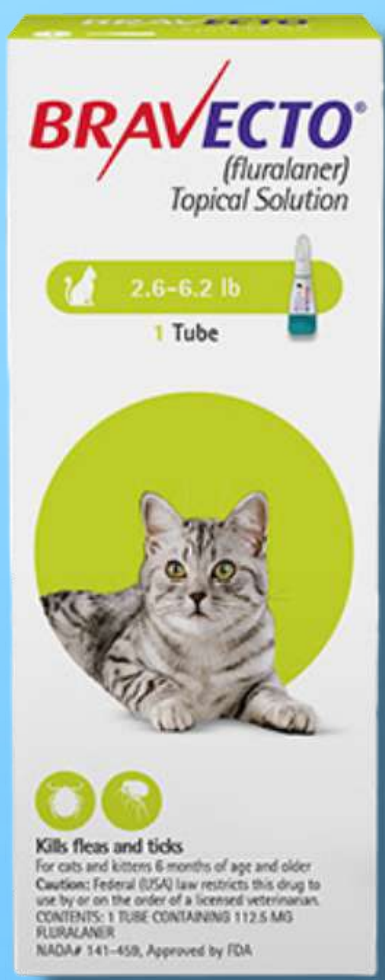 BRAVECTO®
(fluralaner)
Topical Solution
2.6-6.2 lb
1 Tube
Kills fleas and ticks
For cats and kittens 6 months of age and older
Caution: Federal (USA) law restricts this drug to
use by or on the order of a licensed veterinarian.
CONTENTS: 1 TUBE CONTAINING 112.5 MG
FLURALANER
NADA# 141-459, Approved by FDA